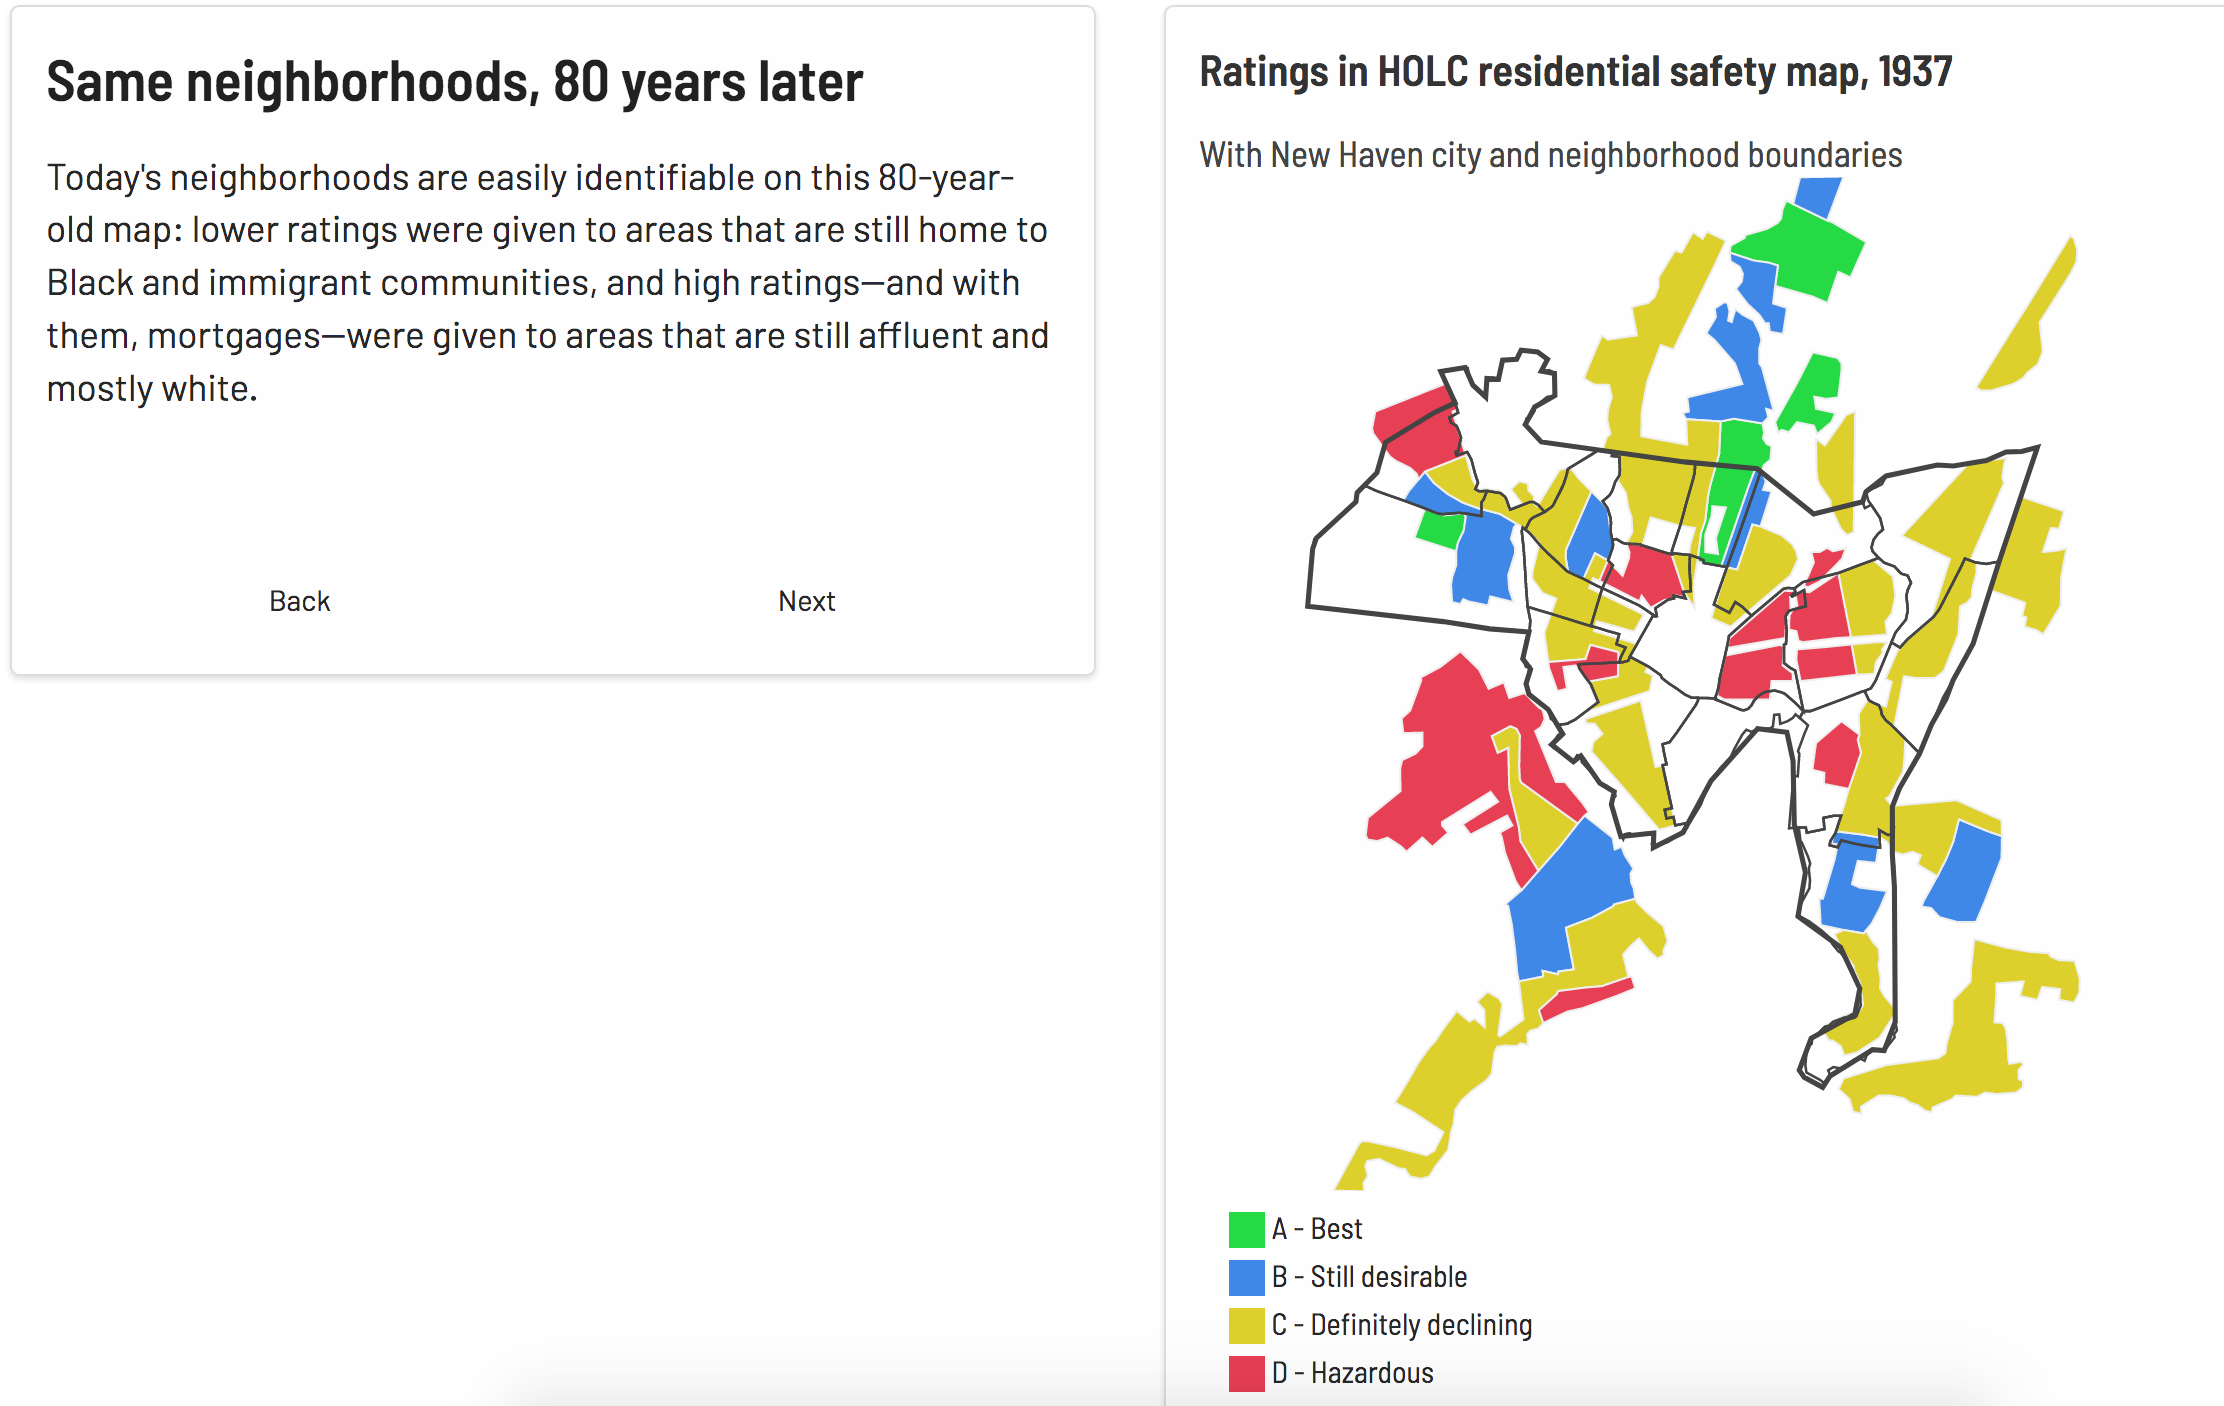 Same neighborhoods, 80 years later
Today's neighborhoods are easily identifiable on this 80-year-
old map: lower ratings were given to areas that are still home to
Black and immigrant communities, and high ratings—and with
them, mortgages—were given to areas that are still affluent and
mostly white.
Back
Next
Ratings in HOLC residential safety map, 1937
With New Haven city and neighborhood boundaries
A - Best
B - Still desirable
C - Definitely declining
D - Hazardous